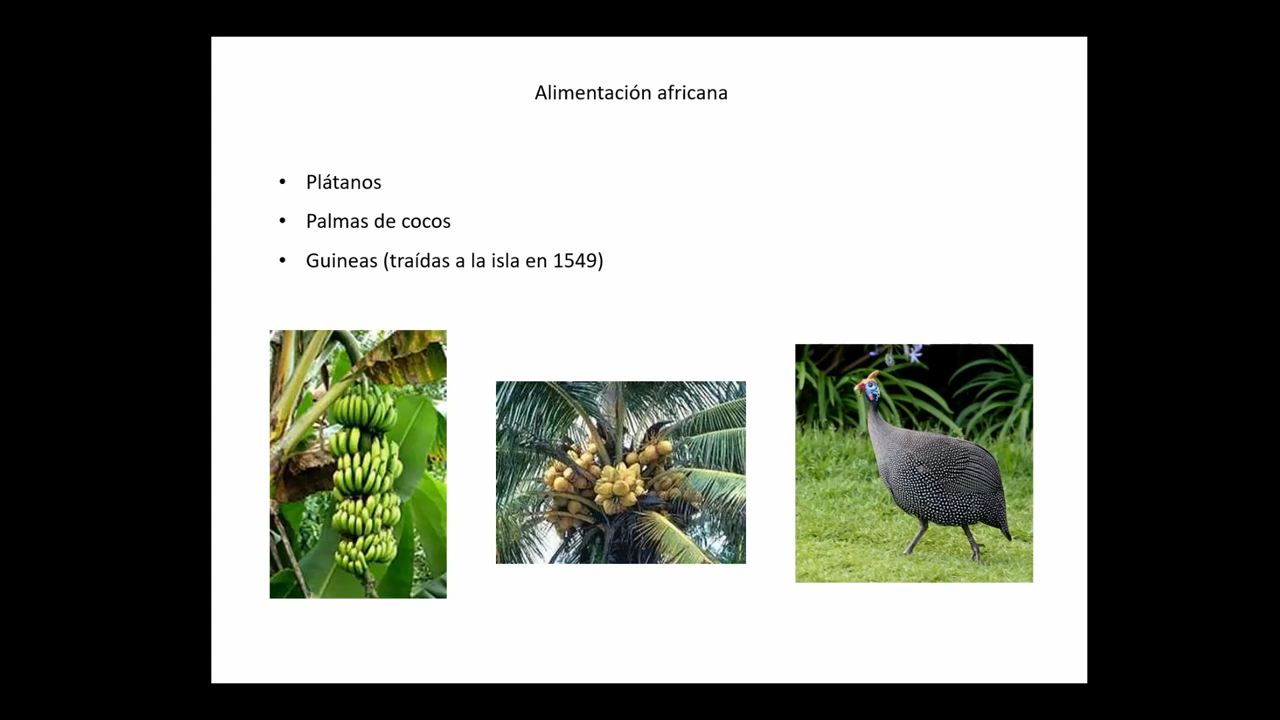 Alimentación africana
• Plátanos
• Palmas de cocos
• Guineas (traídas a la isla en 1549)